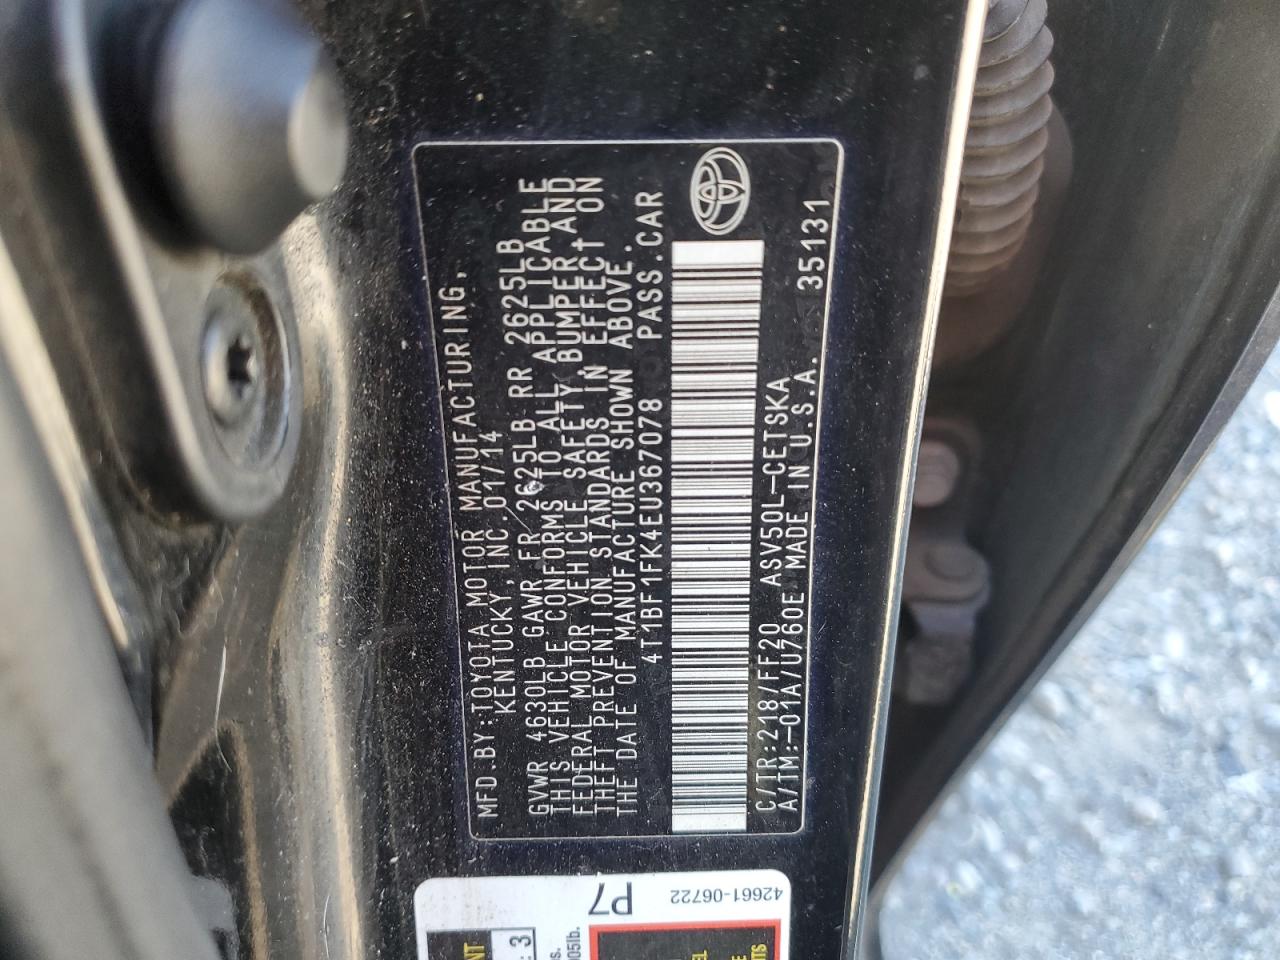 MFD.BY:TOYOTA MOTOR MANUFACTURING,
KENTUCKY, INC. 01/14
GVWR 4630LB GAWR FR 2625LB RR 2625LB
THIS VEHICLE CONFORMS TO ALL APPLICABLE
FEDERAL MOTOR VEHICLE SAFETY, BUMPER, AND
THEFT PREVENTION STANDARDS IN EFFECT ON
THE DATE OF MANUFACTURE SHOWN ABOVE.
4T1BF1FK4EU367078 PASS.CAR
C/TR:218/FF20 ASV50L-CETSKA
A/TM:-01A/U760E MADE IN U.S.A. 35131
P7
42661-06722
3